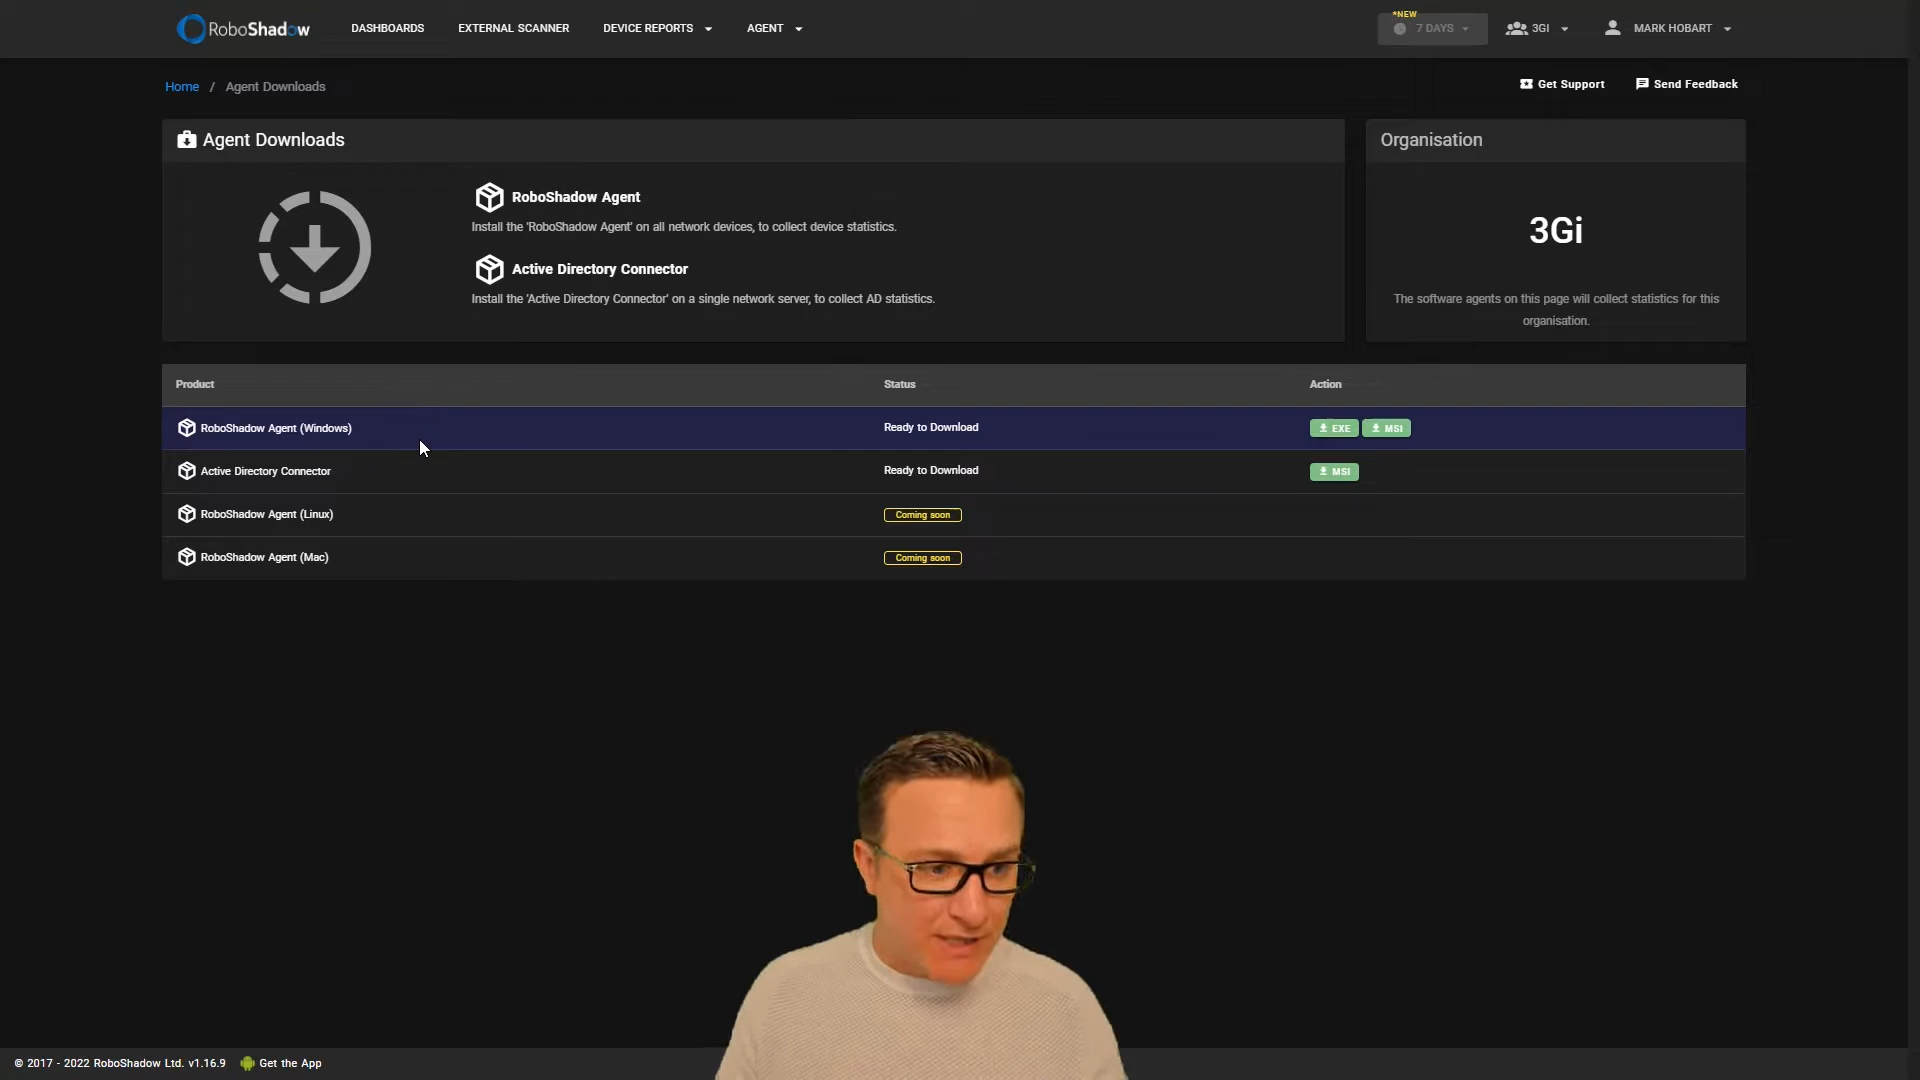 RoboShadow
DASHBOARDS
EXTERNAL SCANNER
DEVICE REPORTS
AGENT
*NEW
7 DAYS
3GI
MARK HOBART
Home / Agent Downloads
Get Support
Send Feedback
Agent Downloads
RoboShadow Agent
Install the 'RoboShadow Agent' on all network devices, to collect device statistics.
Active Directory Connector
Install the 'Active Directory Connector' on a single network server, to collect AD statistics.
Organisation
3Gi
The software agents on this page will collect statistics for this
organisation.
Product Status Action
RoboShadow Agent (Windows) Ready to Download EXE MSI
Active Directory Connector Ready to Download MSI
RoboShadow Agent (Linux) Coming soon
RoboShadow Agent (Mac) Coming soon
© 2017 - 2022 RoboShadow Ltd. v1.16.9 Get the App